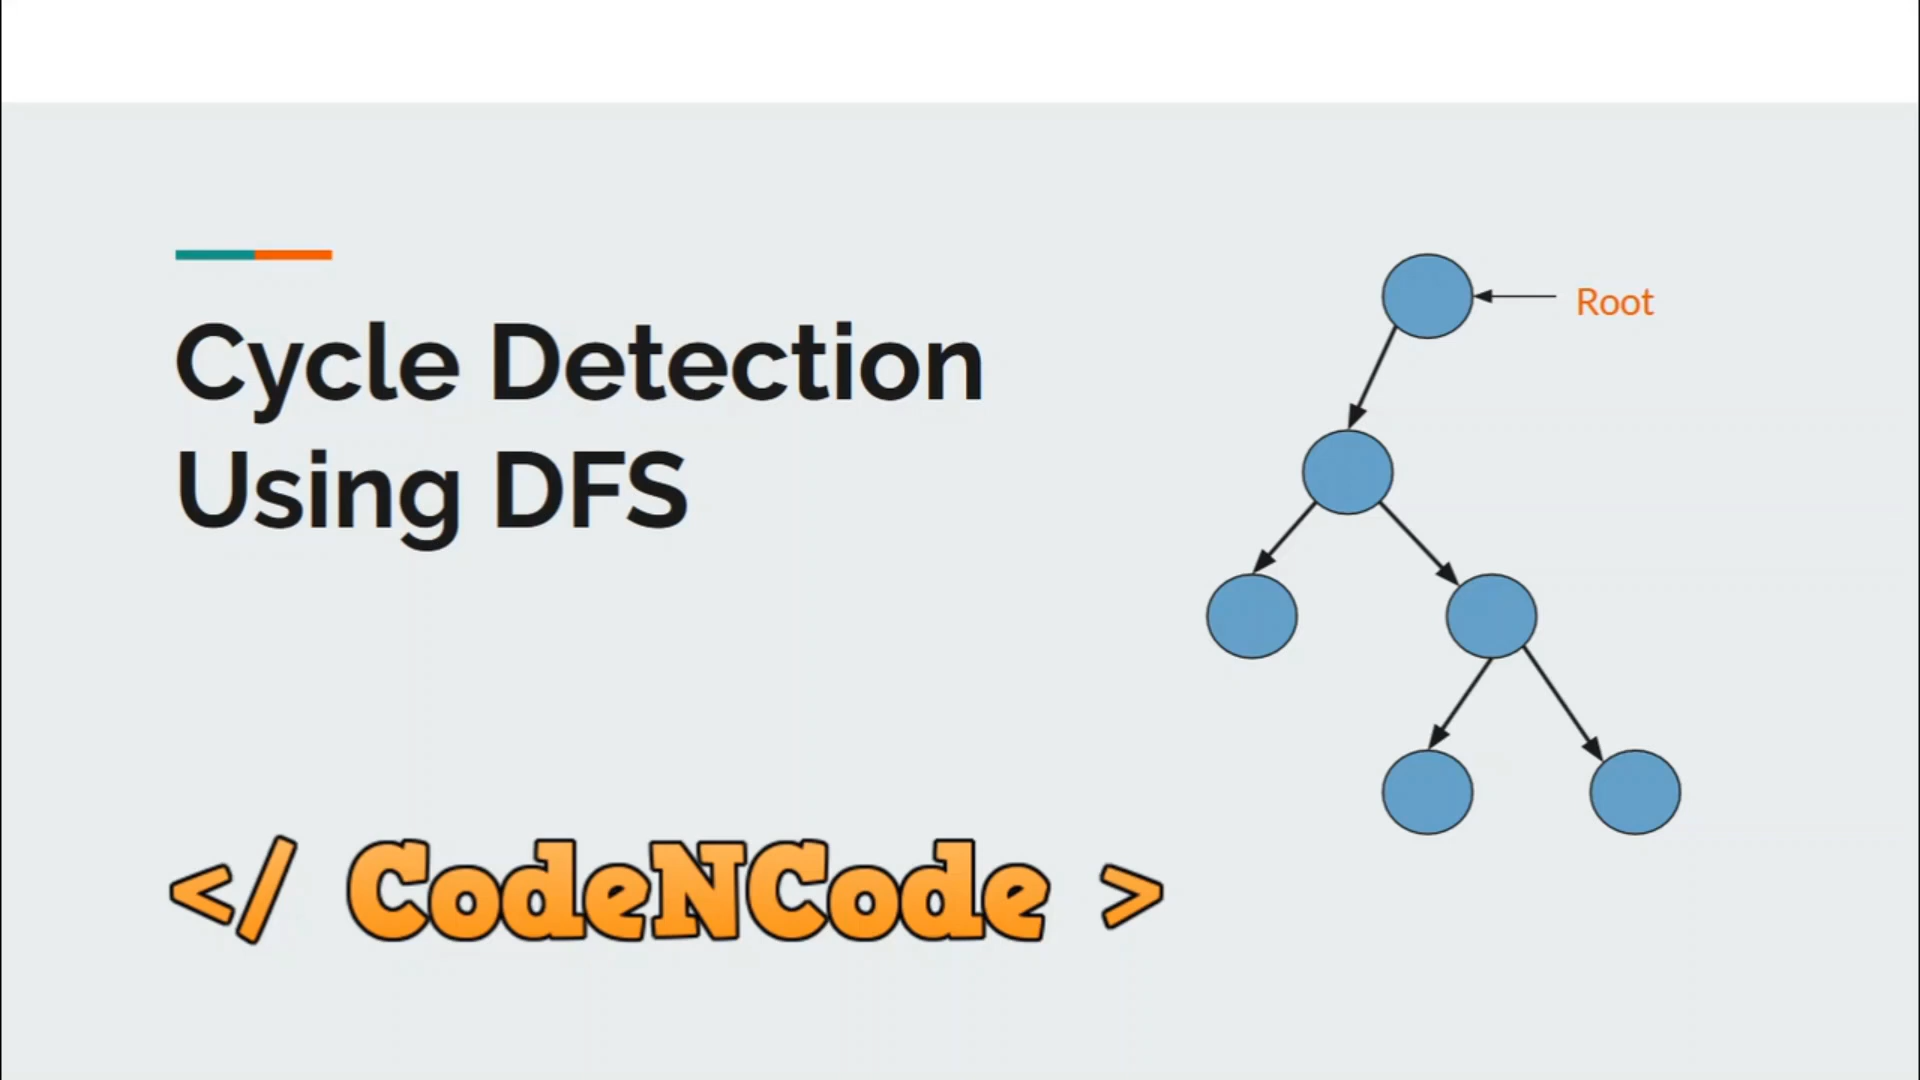 Cycle Detection
Using DFS
Root
</ CodeNCode >